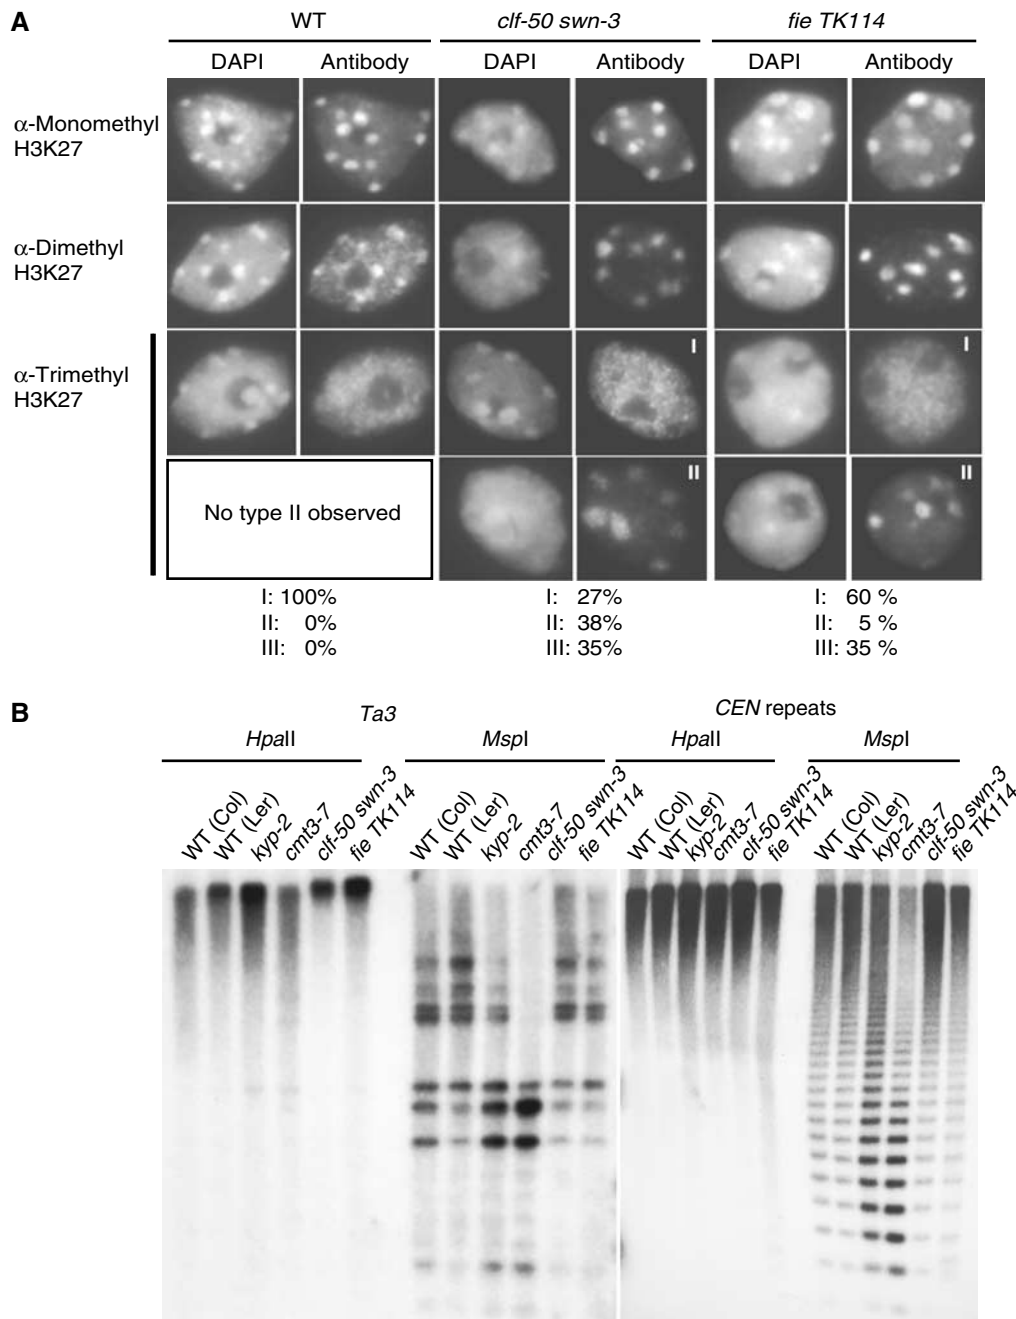 A
WT
clf-50 swn-3
fie TK114
DAPI Antibody DAPI Antibody DAPI Antibody
α-Monomethyl
H3K27
α-Dimethyl
H3K27
α-Trimethyl
H3K27
I
I
II
II
No type II observed
I: 100%
II: 0%
III: 0%
I: 27%
II: 38%
III: 35%
I: 60 %
II: 5 %
III: 35 %
B
Ta3
CEN repeats
HpaII
MspI
HpaII
MspI
WT (Col)
WT (Ler)
kyp-2
cmt3-7
clf-50 swn-3
fie TK114
WT (Col)
WT (Ler)
kyp-2
cmt3-7
clf-50 swn-3
fie TK114
WT (Col)
WT (Ler)
kyp-2
cmt3-7
clf-50 swn-3
fie TK114
WT (Col)
WT (Ler)
kyp-2
cmt3-7
clf-50 swn-3
fie TK114